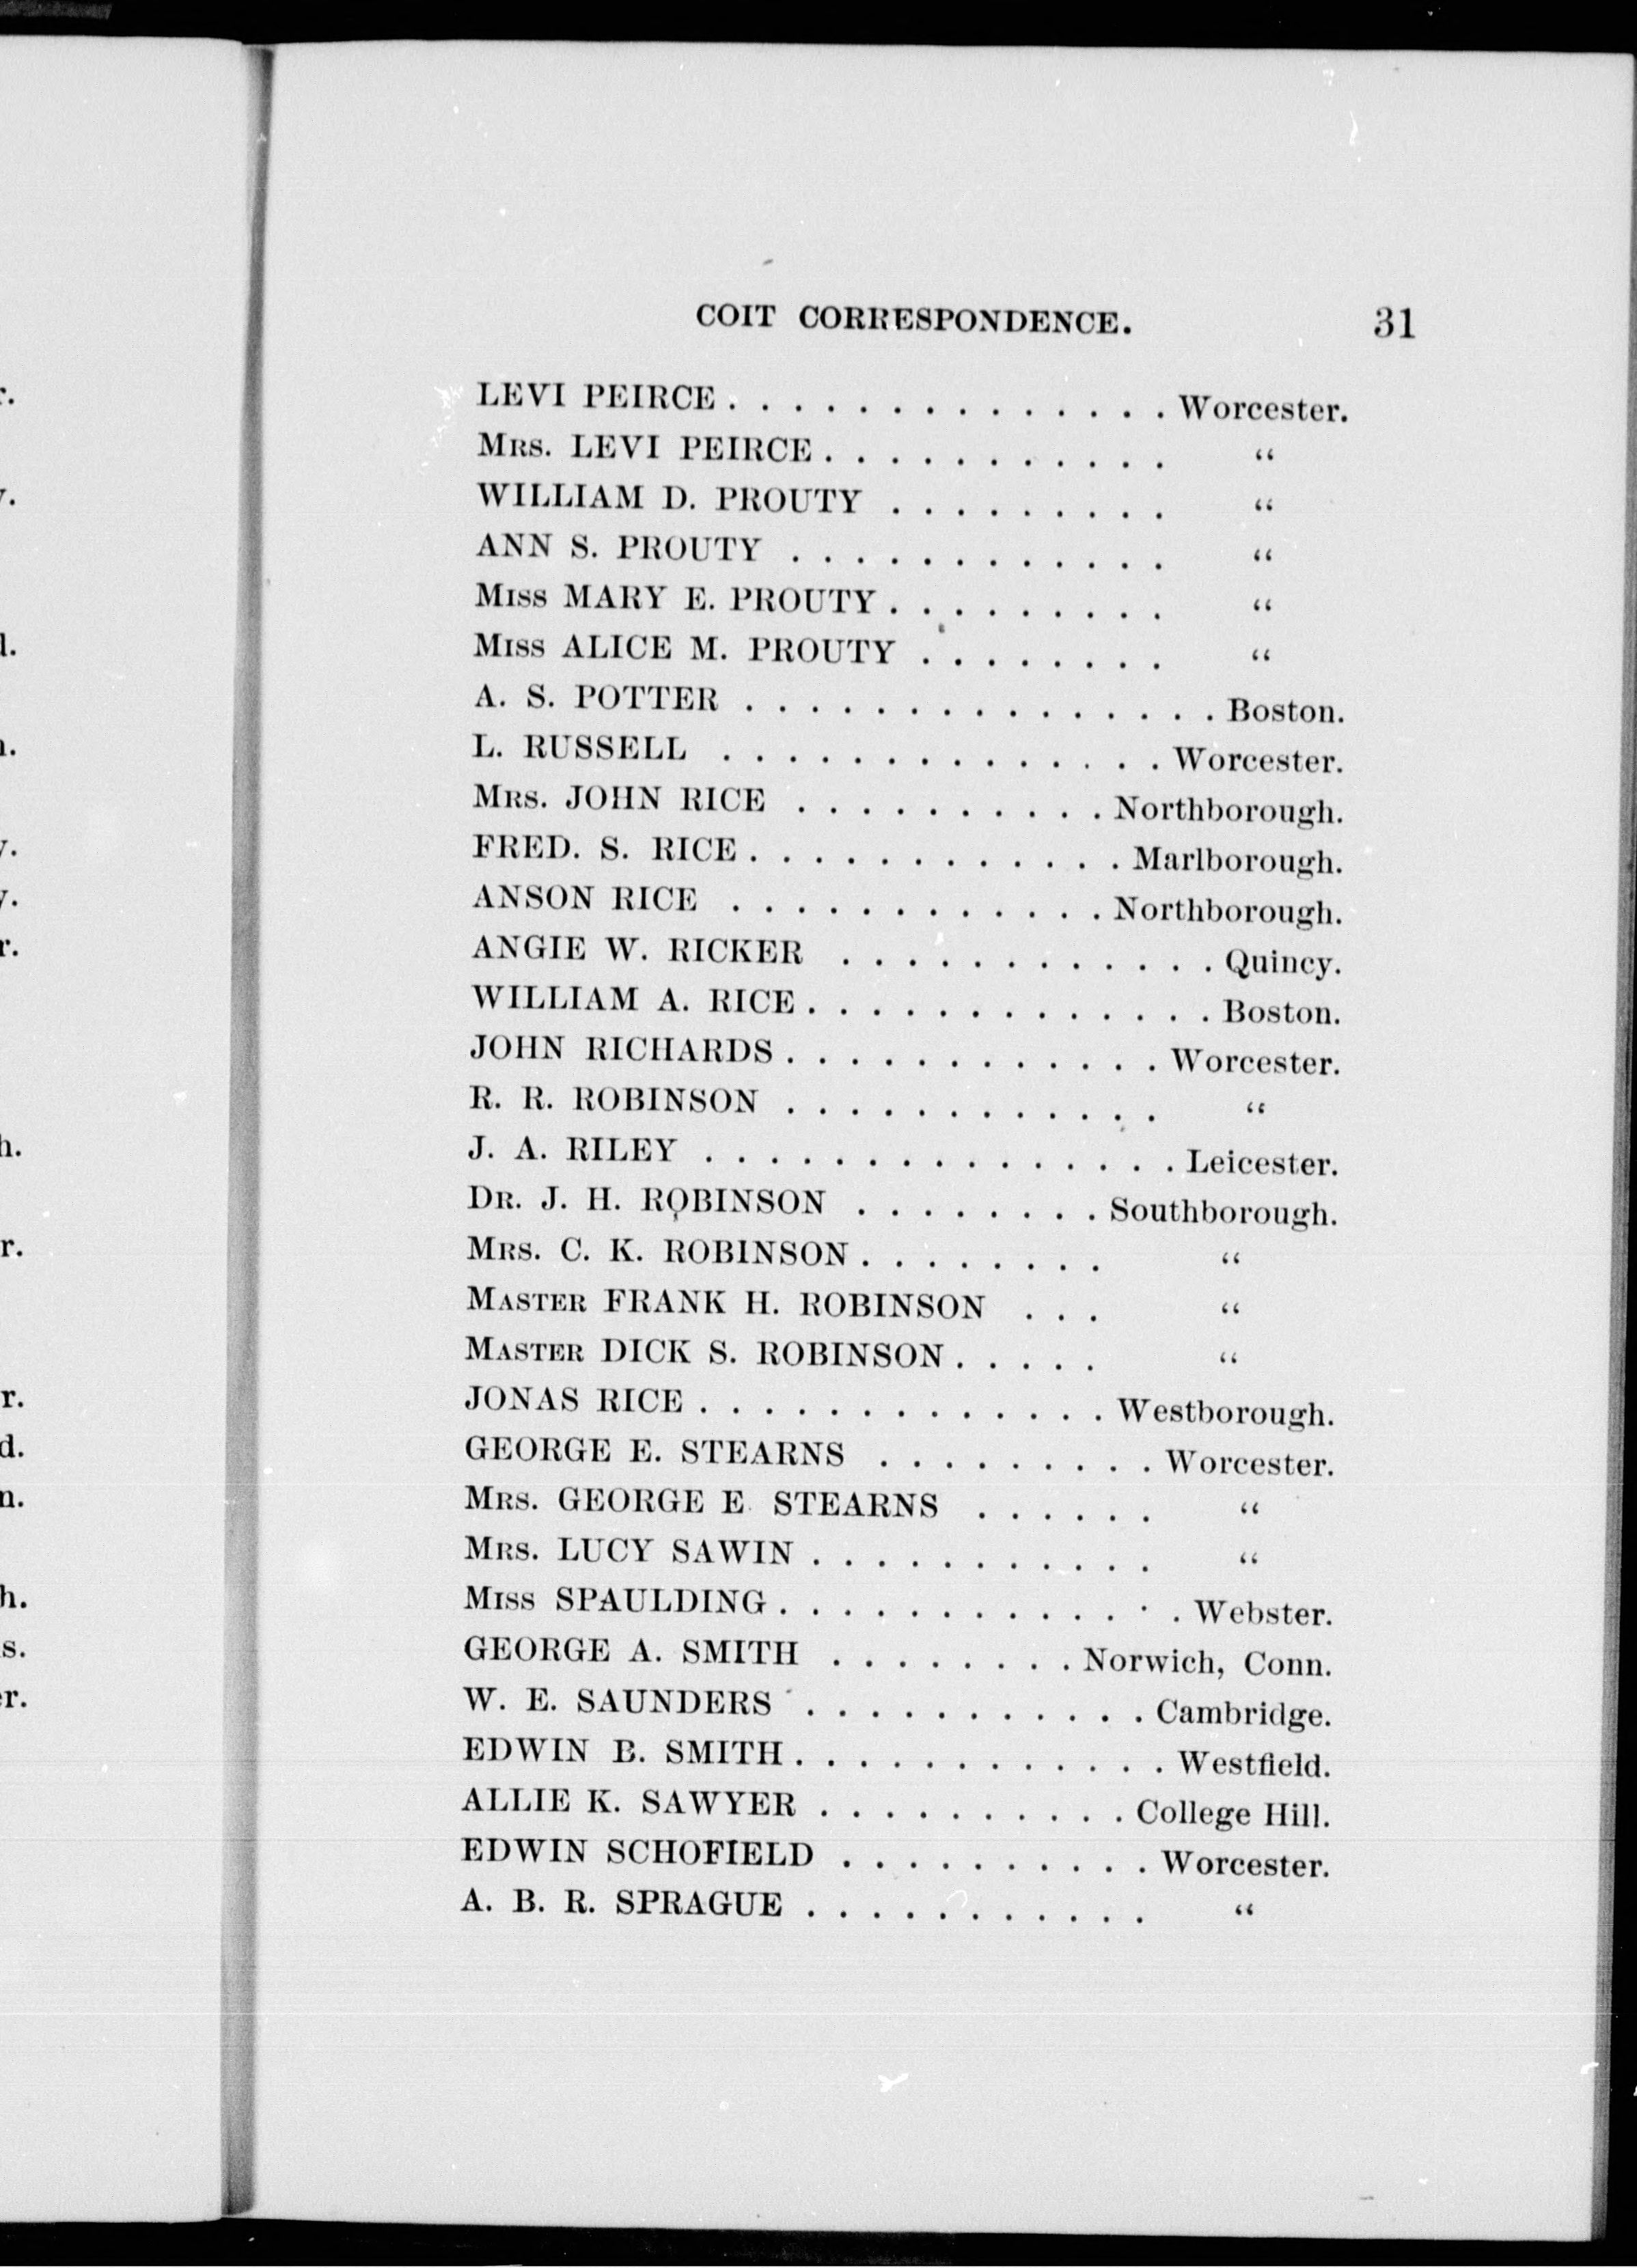 COIT CORRESPONDENCE. 31
LEVI PEIRCE . . . . . . . . . . . . . . Worcester.
Mrs. LEVI PEIRCE . . . . . . . . . . . “
WILLIAM D. PROUTY . . . . . . . . . “
ANN S. PROUTY . . . . . . . . . . . . “
Miss MARY E. PROUTY . . . . . . . . . “
Miss ALICE M. PROUTY . . . . . . . . “
A. S. POTTER . . . . . . . . . . . . . . . Boston.
L. RUSSELL . . . . . . . . . . . . . . Worcester.
Mrs. JOHN RICE . . . . . . . . . . Northborough.
FRED. S. RICE . . . . . . . . . . . . Marlborough.
ANSON RICE . . . . . . . . . . . . Northborough.
ANGIE W. RICKER . . . . . . . . . . . . Quincy.
WILLIAM A. RICE . . . . . . . . . . . . . Boston.
JOHN RICHARDS . . . . . . . . . . . . Worcester.
R. R. ROBINSON . . . . . . . . . . . . “
J. A. RILEY . . . . . . . . . . . . . . . Leicester.
Dr. J. H. ROBINSON . . . . . . . . Southborough.
Mrs. C. K. ROBINSON . . . . . . . . “
Master FRANK H. ROBINSON . . . “
Master DICK S. ROBINSON . . . . . “
JONAS RICE . . . . . . . . . . . . . Westborough.
GEORGE E. STEARNS . . . . . . . . . Worcester.
Mrs. GEORGE E. STEARNS . . . . . . “
Mrs. LUCY SAWIN . . . . . . . . . . . “
Miss SPAULDING . . . . . . . . . . . . . Webster.
GEORGE A. SMITH . . . . . . . . Norwich, Conn.
W. E. SAUNDERS . . . . . . . . . . . Cambridge.
EDWIN B. SMITH . . . . . . . . . . . . Westfield.
ALLIE K. SAWYER . . . . . . . . . . College Hill.
EDWIN SCHOFIELD . . . . . . . . . . Worcester.
A. B. R. SPRAGUE . . . . . . . . . . . “